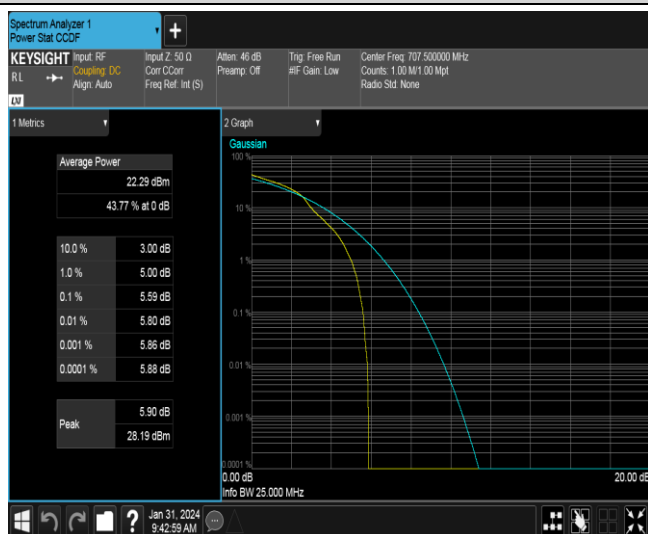 Spectrum Analyzer 1
Power Stat CCDF
KEYSIGHT
RL
LXI
Input: RF
Coupling: DC
Align: Auto
Input Z: 50 Ω
Corr CCorr
Freq Ref: Int (S)
Atten: 46 dB
Preamp: Off
Trig: Free Run
#IF Gain: Low
Center Freq: 707.500000 MHz
Counts: 1.00 M/1.00 Mpt
Radio Std: None
1 Metrics
Average Power
22.29 dBm
43.77 % at 0 dB
10.0 % 3.00 dB
1.0 % 5.00 dB
0.1 % 5.59 dB
0.01 % 5.80 dB
0.001 % 5.86 dB
0.0001 % 5.88 dB
Peak
5.90 dB
28.19 dBm
2 Graph
Gaussian
100 %
10 %
1 %
0.1 %
0.01 %
0.001 %
0.0001 %
0.00 dB 20.00 dB
Info BW 25.000 MHz
Jan 31, 2024
9:42:59 AM